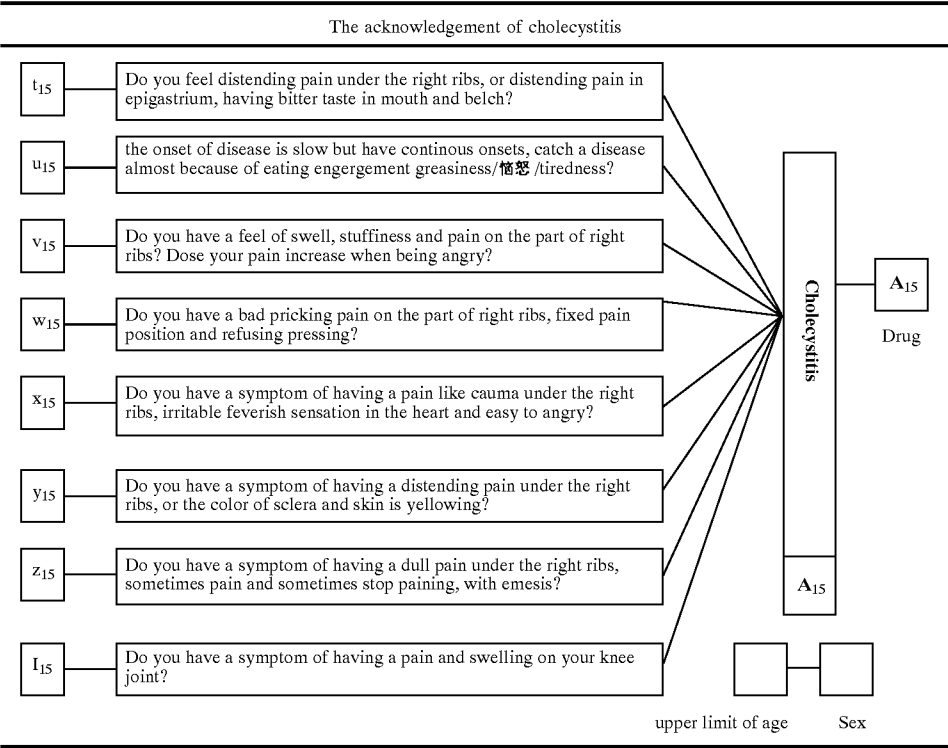 The acknowledgement of cholecystitis
t15
Do you feel distending pain under the right ribs, or distending pain in
epigastrium, having bitter taste in mouth and belch?
u15
the onset of disease is slow but have continous onsets, catch a disease
almost because of eating engergement greasiness/恼怒/tiredness?
v15
Do you have a feel of swell, stuffiness and pain on the part of right
ribs? Dose your pain increase when being angry?
w15
Do you have a bad pricking pain on the part of right ribs, fixed pain
position and refusing pressing?
x15
Do you have a symptom of having a pain like cauma under the right
ribs, irritable feverish sensation in the heart and easy to angry?
y15
Do you have a symptom of having a distending pain under the right
ribs, or the color of sclera and skin is yellowing?
z15
Do you have a symptom of having a dull pain under the right ribs,
sometimes pain and sometimes stop paining, with emesis?
I15
Do you have a symptom of having a pain and swelling on your knee
joint?
Cholecystitis
A15
A15
Drug
upper limit of age
Sex